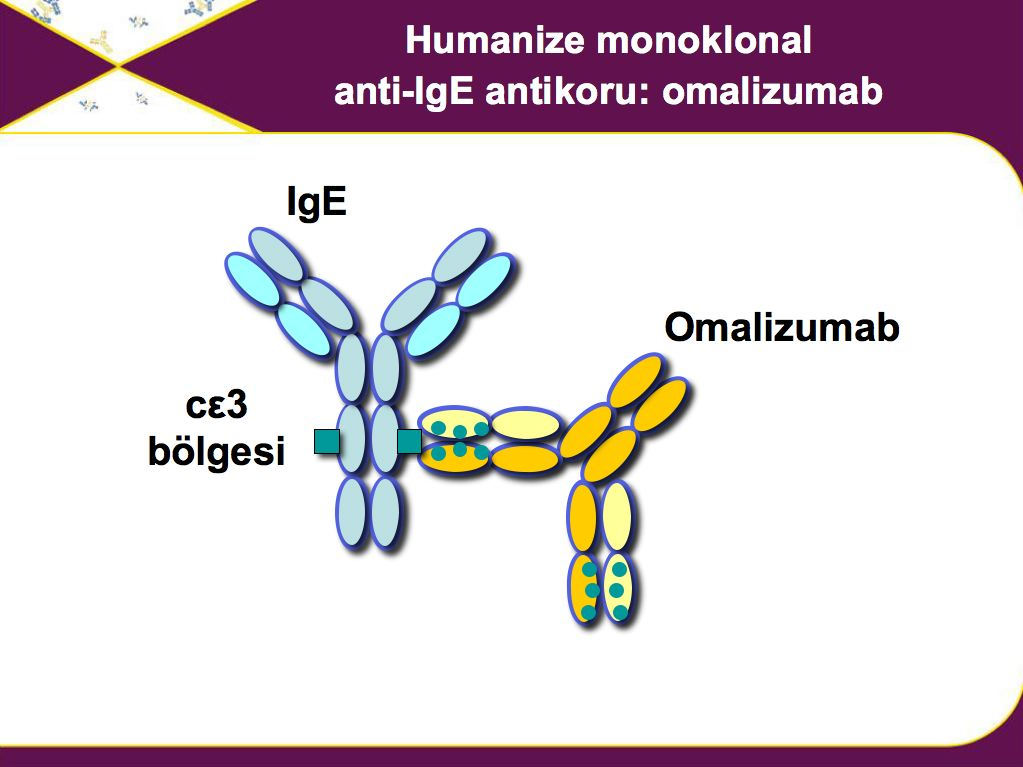 Humanize monoklonal
anti-IgE antikoru: omalizumab
IgE
Omalizumab
cε3
bölgesi